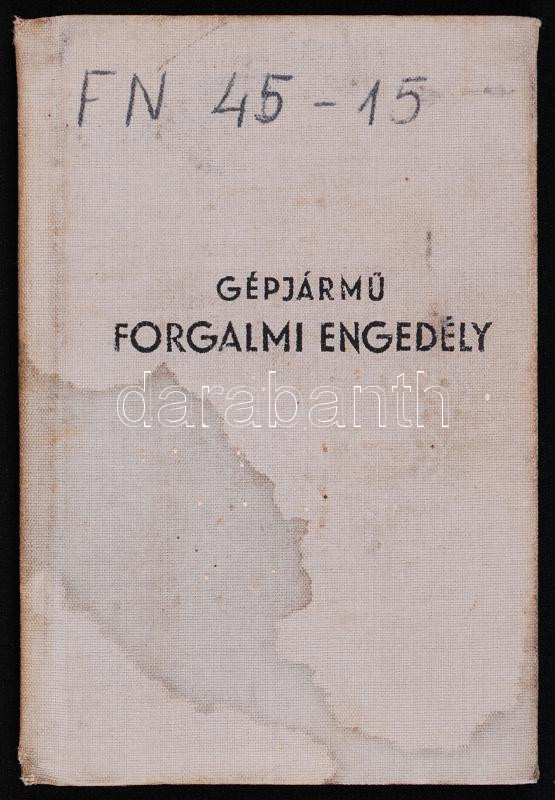 FN 45-15
GÉPJÁRMŰ
FORGALMI ENGEDÉLY
darabanth